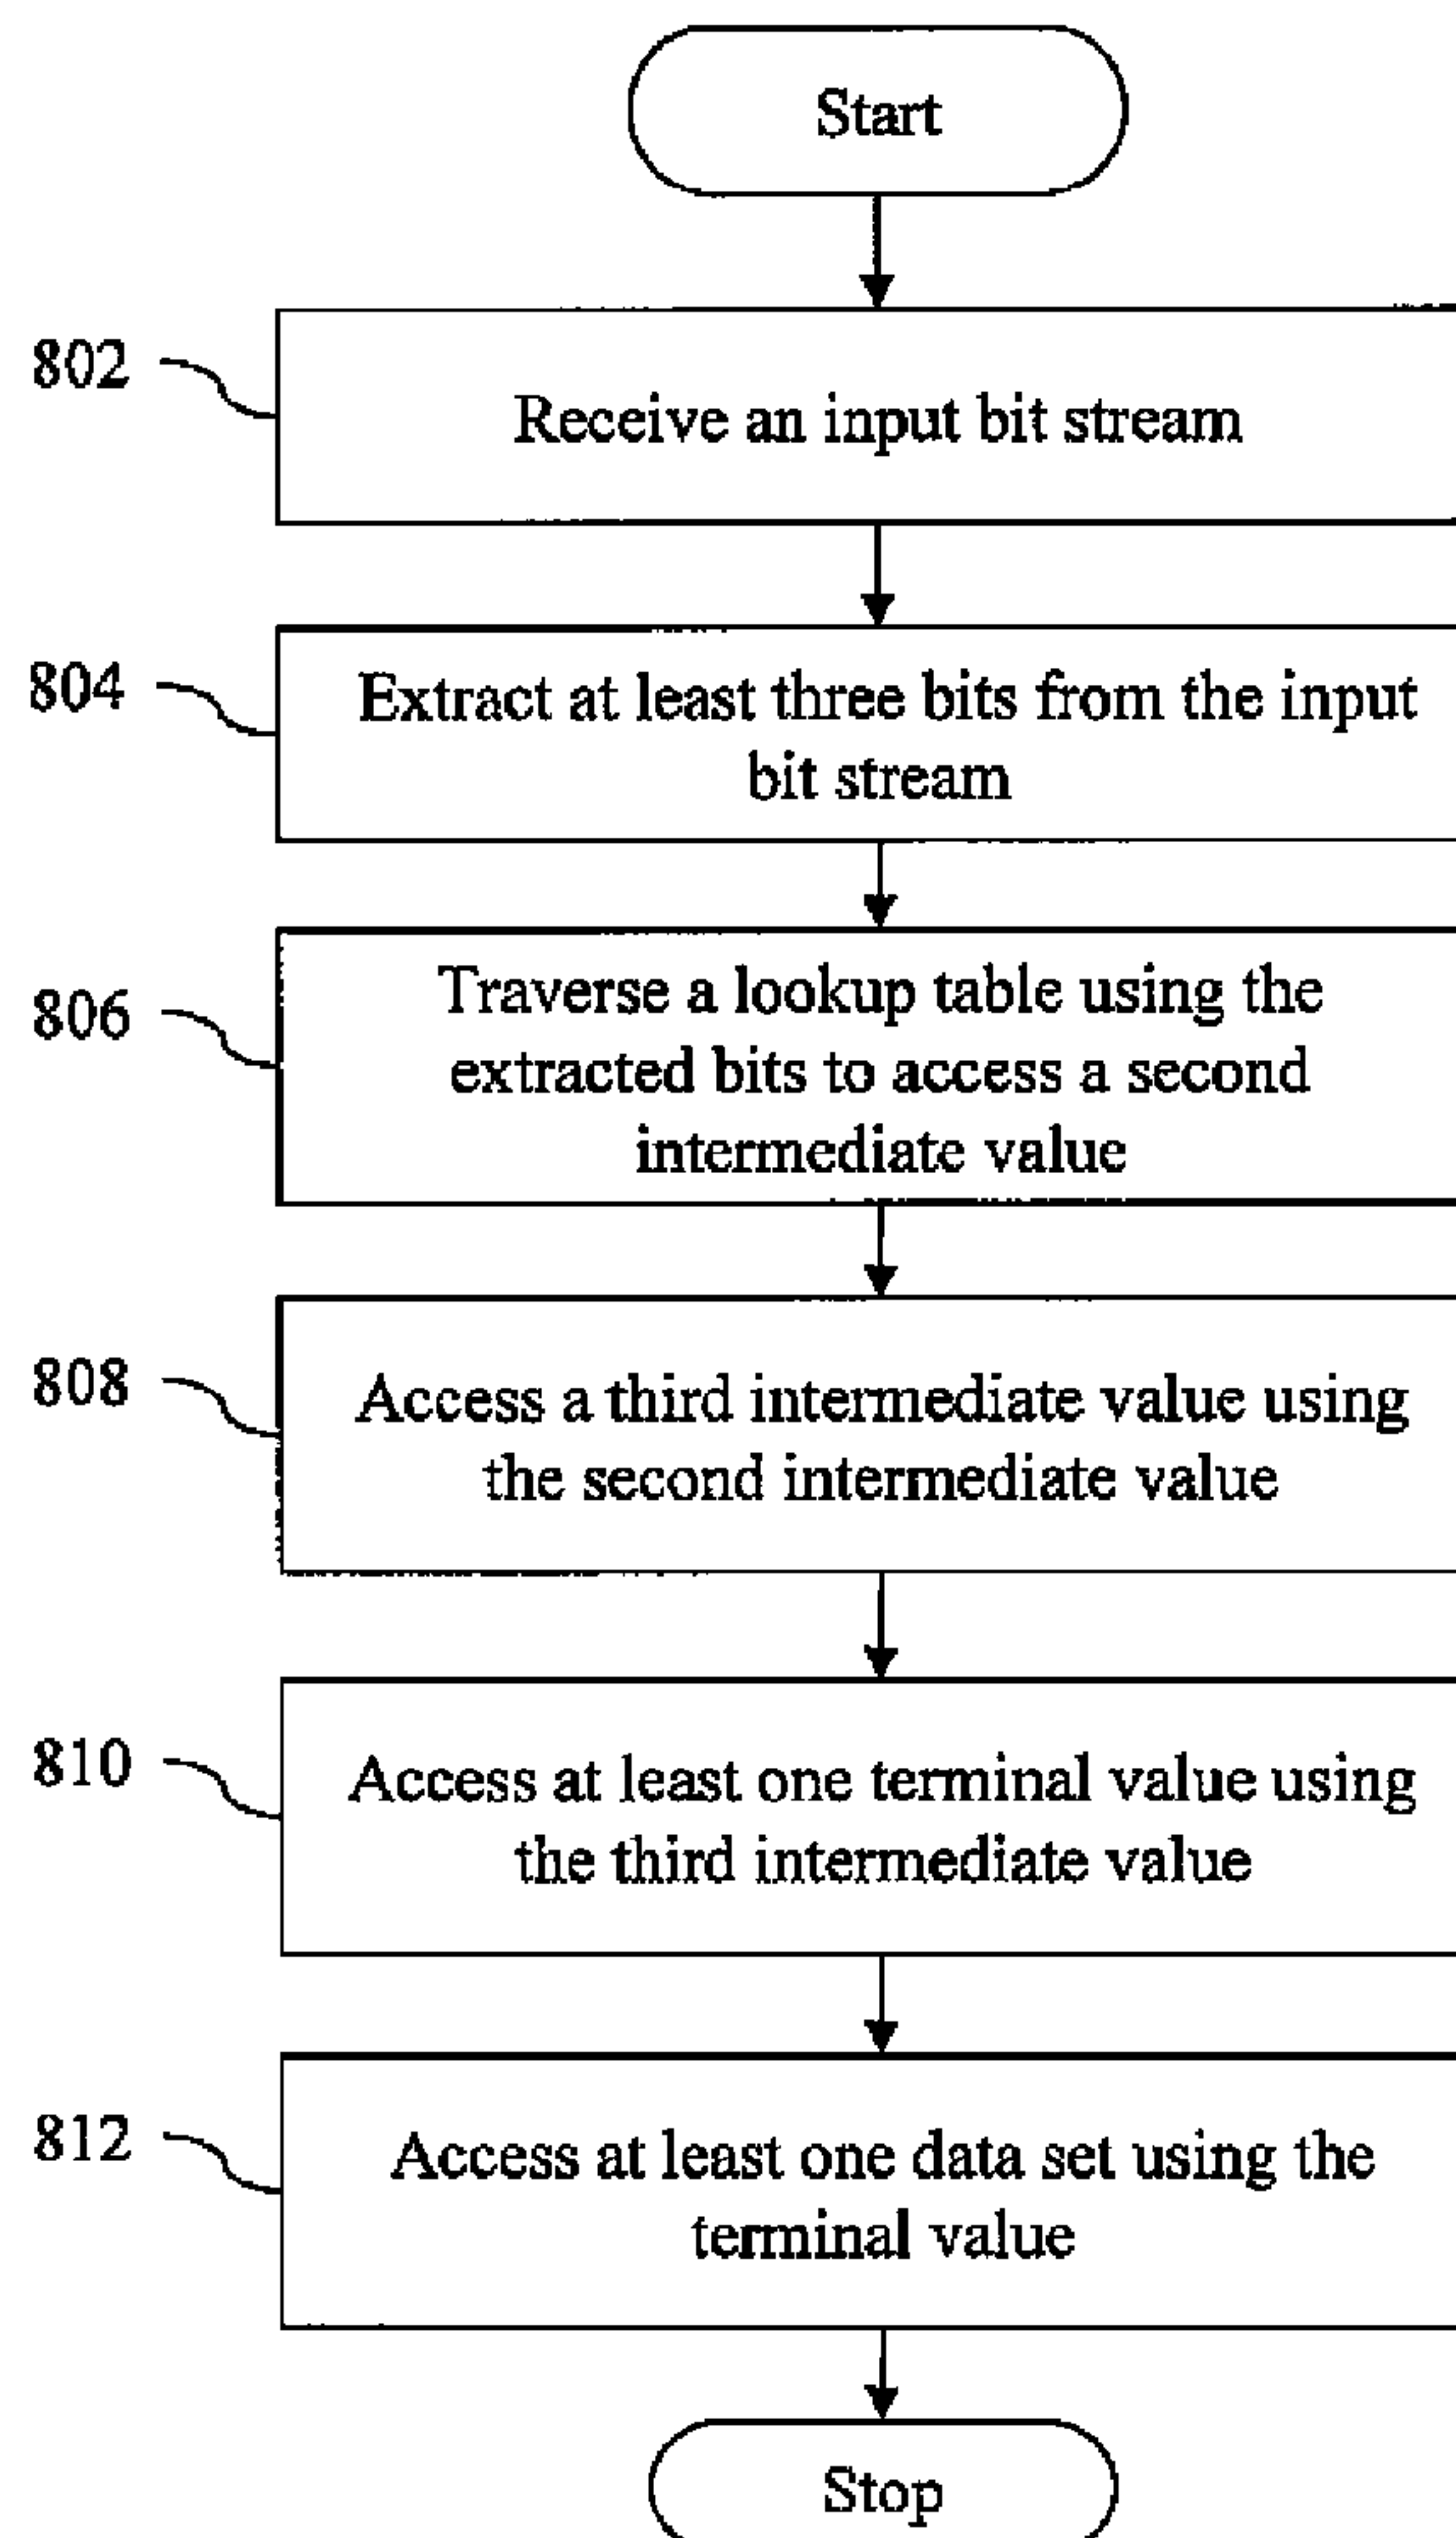 Start
802
Receive an input bit stream
804
Extract at least three bits from the input
bit stream
806
Traverse a lookup table using the
extracted bits to access a second
intermediate value
808
Access a third intermediate value using
the second intermediate value
810
Access at least one terminal value using
the third intermediate value
812
Access at least one data set using the
terminal value
Stop